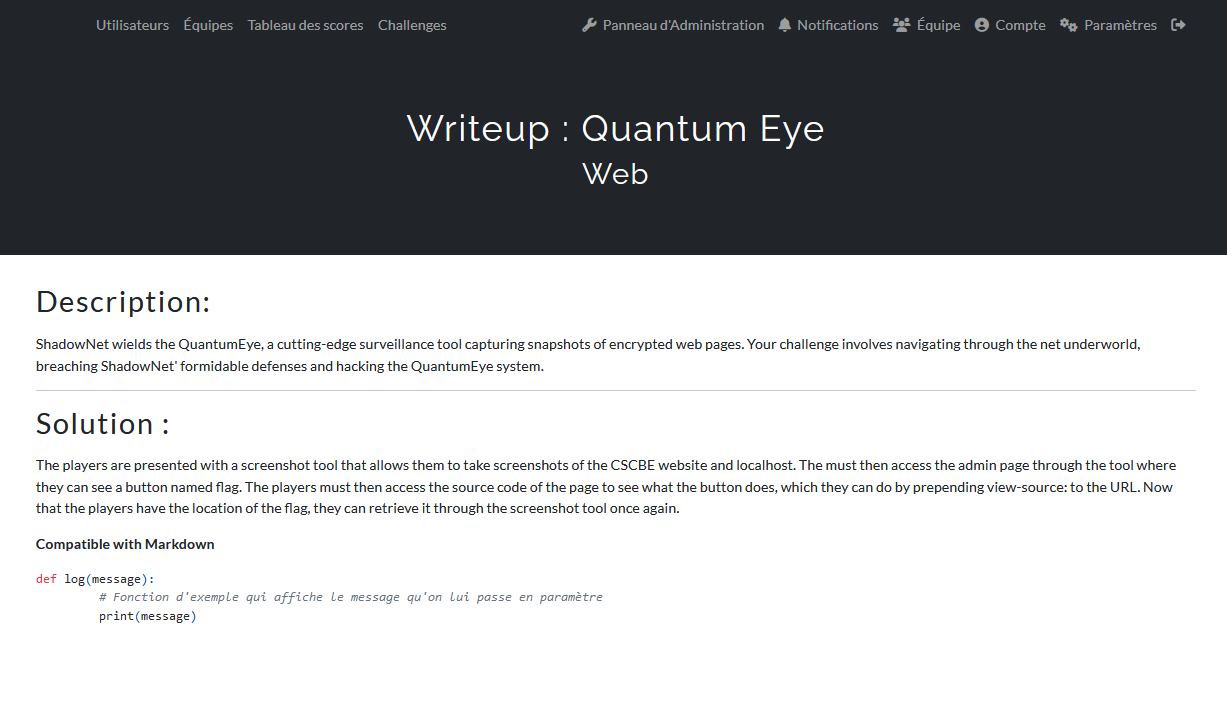 Utilisateurs Équipes Tableau des scores Challenges Panneau d'Administration Notifications Équipe Compte Paramètres
Writeup : Quantum Eye
Web
Description:
ShadowNet wields the QuantumEye, a cutting-edge surveillance tool capturing snapshots of encrypted web pages. Your challenge involves navigating through the net underworld,
breaching ShadowNet' formidable defenses and hacking the QuantumEye system.
Solution :
The players are presented with a screenshot tool that allows them to take screenshots of the CSCBE website and localhost. The must then access the admin page through the tool where
they can see a button named flag. The players must then access the source code of the page to see what the button does, which they can do by prepending view-source: to the URL. Now
that the players have the location of the flag, they can retrieve it through the screenshot tool once again.
Compatible with Markdown
def log(message):
# Fonction d'exemple qui affiche le message qu'on lui passe en paramètre
print(message)